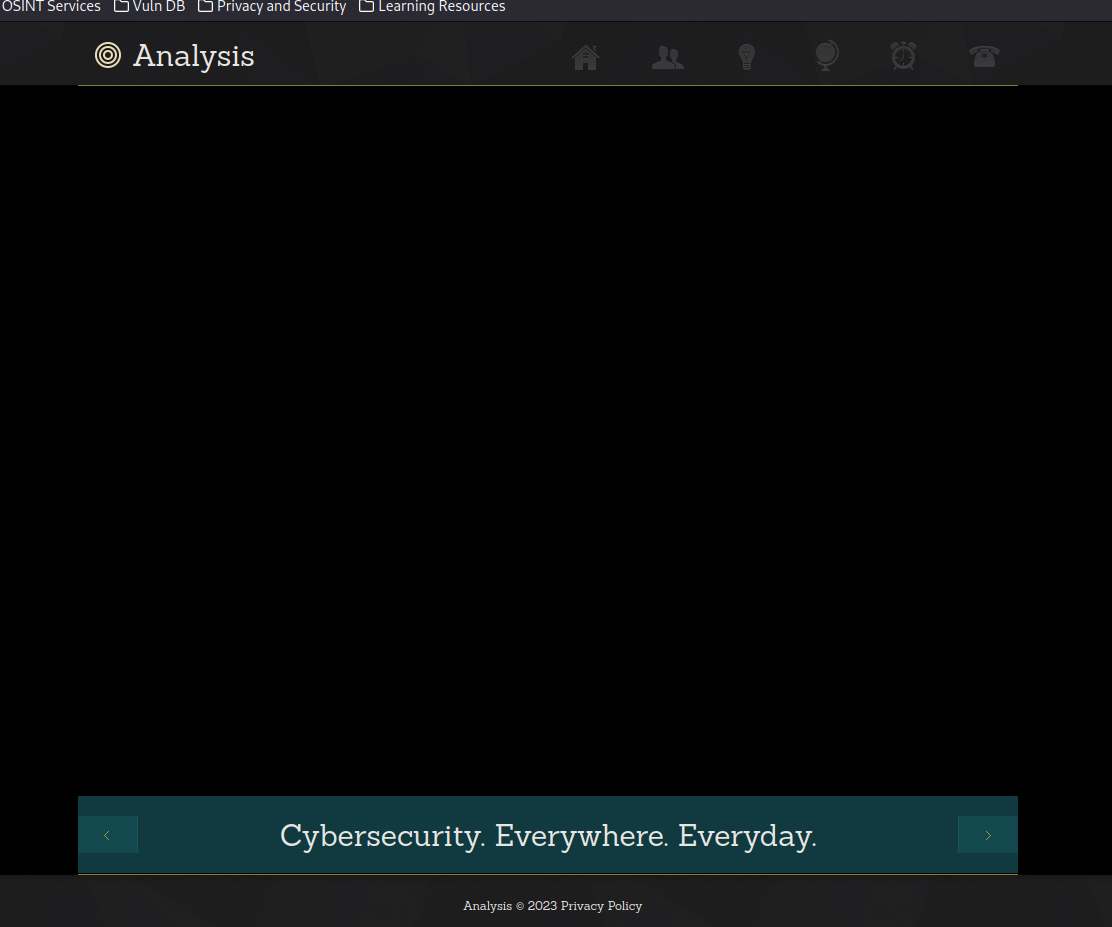 OSINT Services Vuln DB Privacy and Security Learning Resources
Analysis
Cybersecurity. Everywhere. Everyday.
Analysis © 2023 Privacy Policy